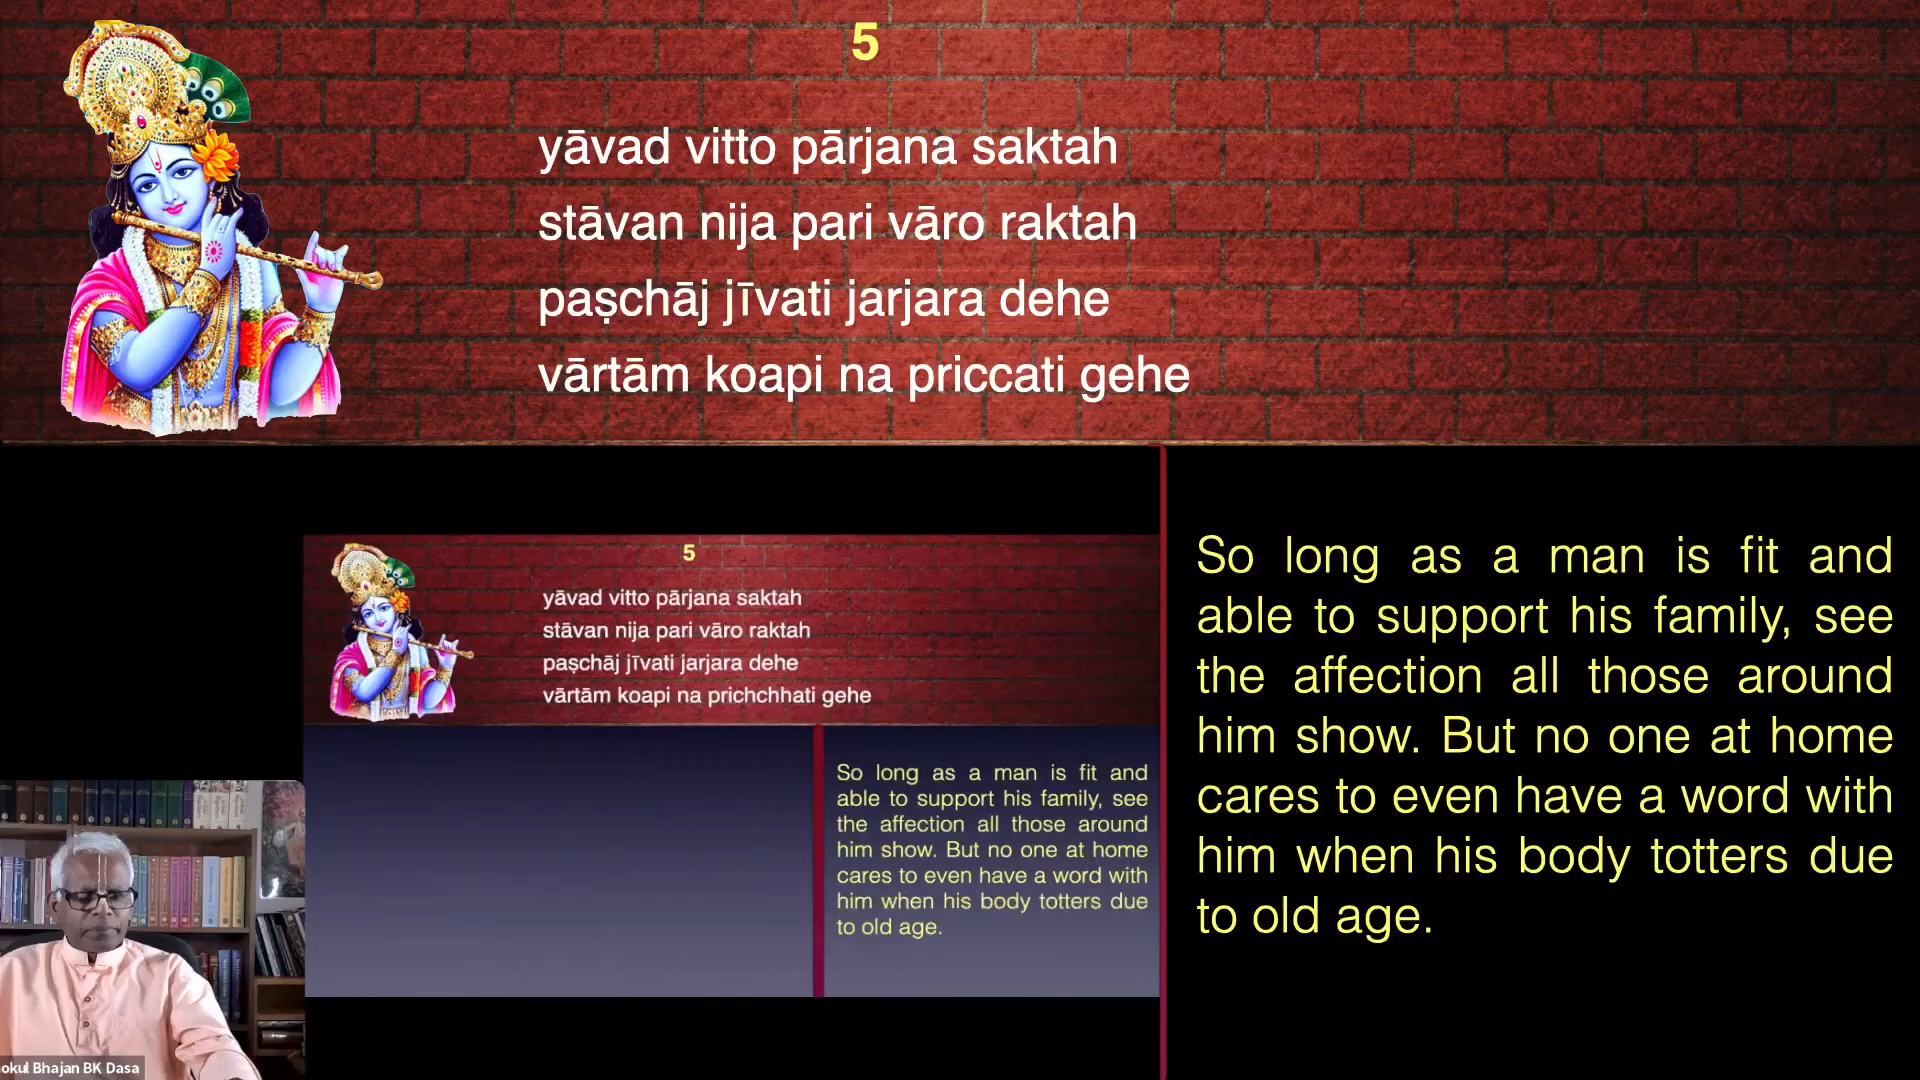 5
yāvad vitto pārjana saktah
stāvan nija pari vāro raktah
paṣchāj jīvati jarjara dehe
vārtām koapi na priccati gehe
5
yāvad vitto pārjana saktah
stāvan nija pari vāro raktah
paṣchāj jīvati jarjara dehe
vārtām koapi na prichchhati gehe
So long as a man is fit and
able to support his family, see
the affection all those around
him show. But no one at home
cares to even have a word with
him when his body totters due
to old age.
So long as a man is fit and
able to support his family, see
the affection all those around
him show. But no one at home
cares to even have a word with
him when his body totters due
to old age.
okul Bhajan BK Dasa